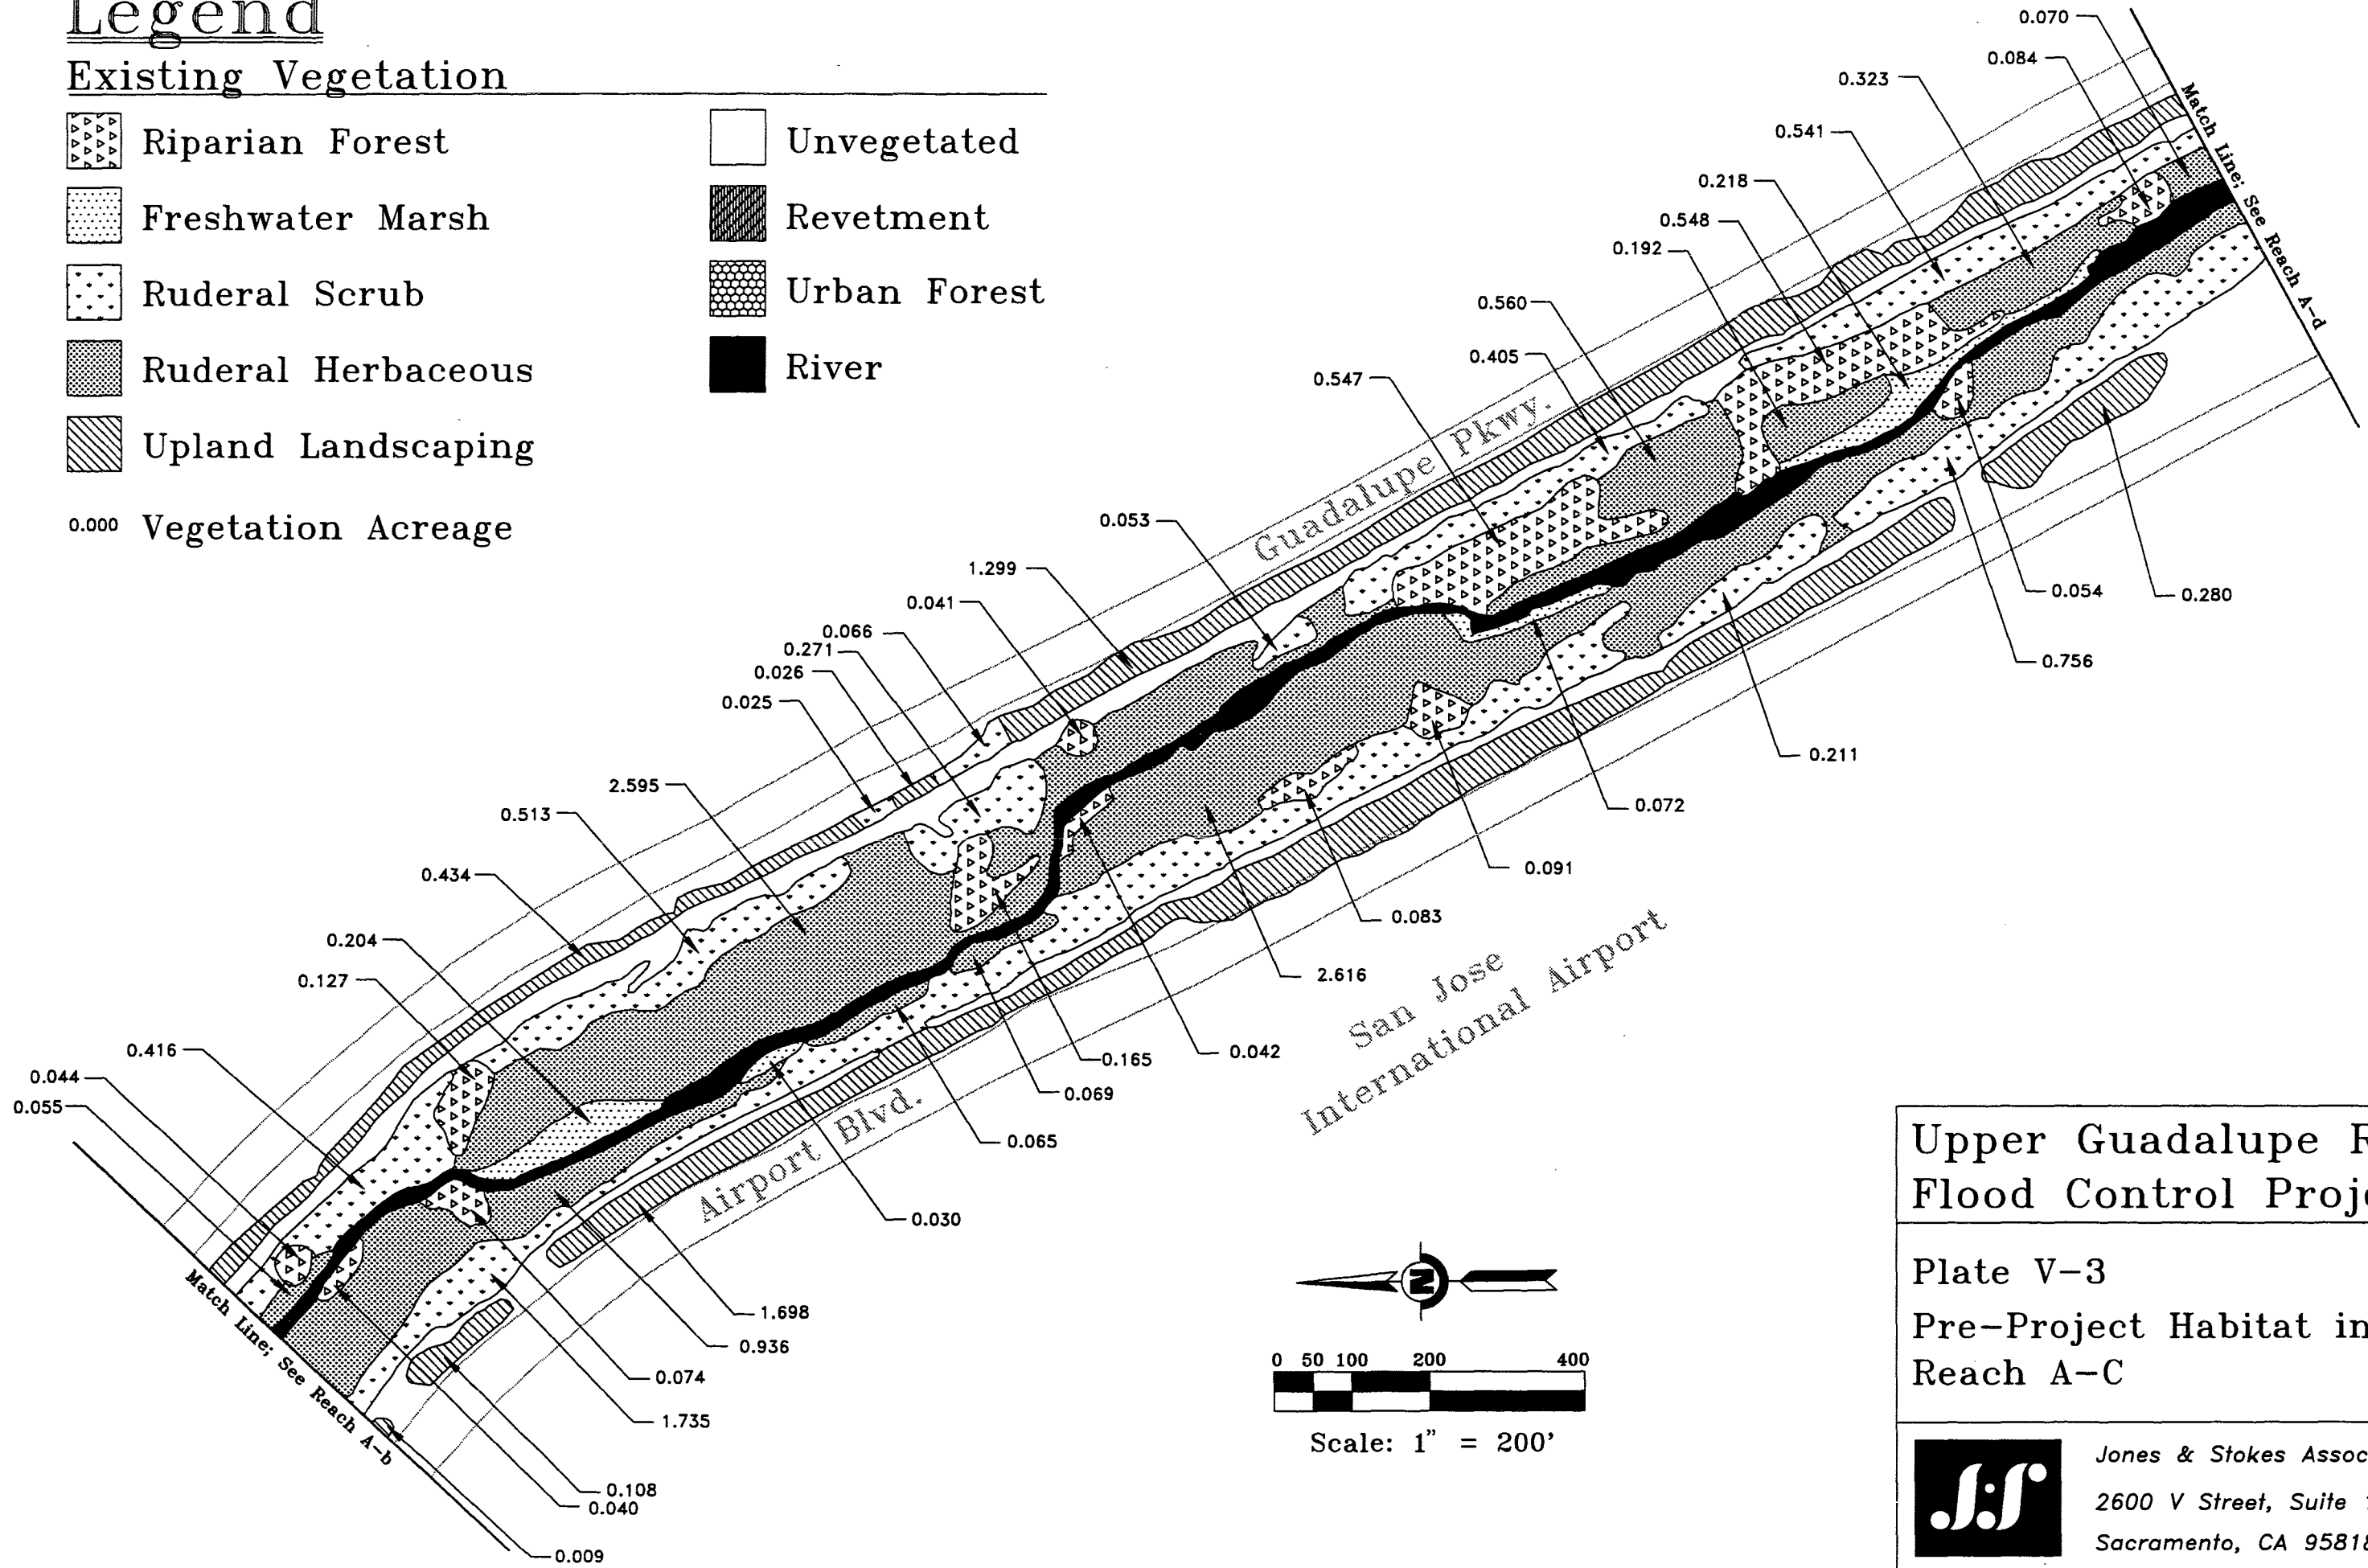 Legend
Existing Vegetation
Riparian Forest
Freshwater Marsh
Ruderal Scrub
Ruderal Herbaceous
Upland Landscaping
0.000 Vegetation Acreage
Unvegetated
Revetment
Urban Forest
River
0.070
0.084
0.323
0.541
0.218
0.548
0.192
0.560
0.405
0.547
0.053
1.299
0.041
0.066
0.271
0.026
0.025
2.595
0.513
0.434
0.204
0.127
0.416
0.044
0.055
Match Line; See Reach A-d
Guadalupe Pkwy.
0.054
0.280
0.756
0.211
0.072
0.091
0.083
2.616
0.042
0.165
0.069
0.065
0.030
San Jose
International Airport
Airport Blvd.
1.698
0.936
0.074
1.735
0.108
0.040
0.009
Match Line; See Reach A-b
N
0 50 100 200 400
Scale: 1" = 200'
Upper Guadalupe R
Flood Control Proj
Plate V-3
Pre-Project Habitat in
Reach A-C
Jones & Stokes Assoc
2600 V Street, Suite
Sacramento, CA 95818